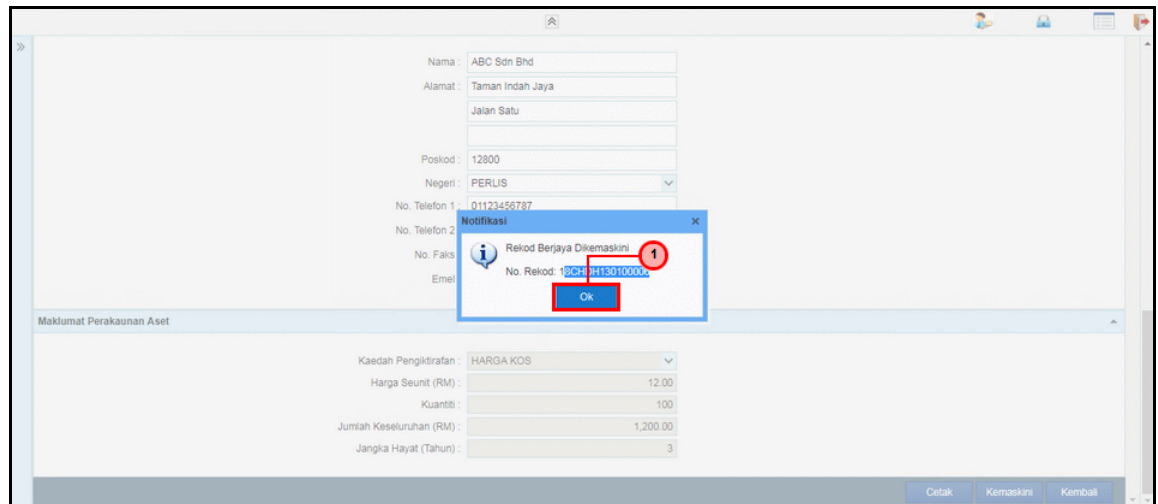 Nama : ABC Sdn Bhd
Alamat : Taman Indah Jaya
Jalan Satu
Poskod : 12800
Negeri : PERLIS
No. Telefon 1 : 01123456787
No. Telefon 2
No. Faks
Emel
Notifikasi
Rekod Berjaya Dikemaskini
1
No. Rekod:
Ok
Maklumat Perakaunan Aset
Kaedah Pengiktirafan : HARGA KOS
Harga Seunit (RM) : 12.00
Kuantiti : 100
Jumlah Keseluruhan (RM) : 1,200.00
Jangka Hayat (Tahun) : 3
Cetak Kemaskini Kembali